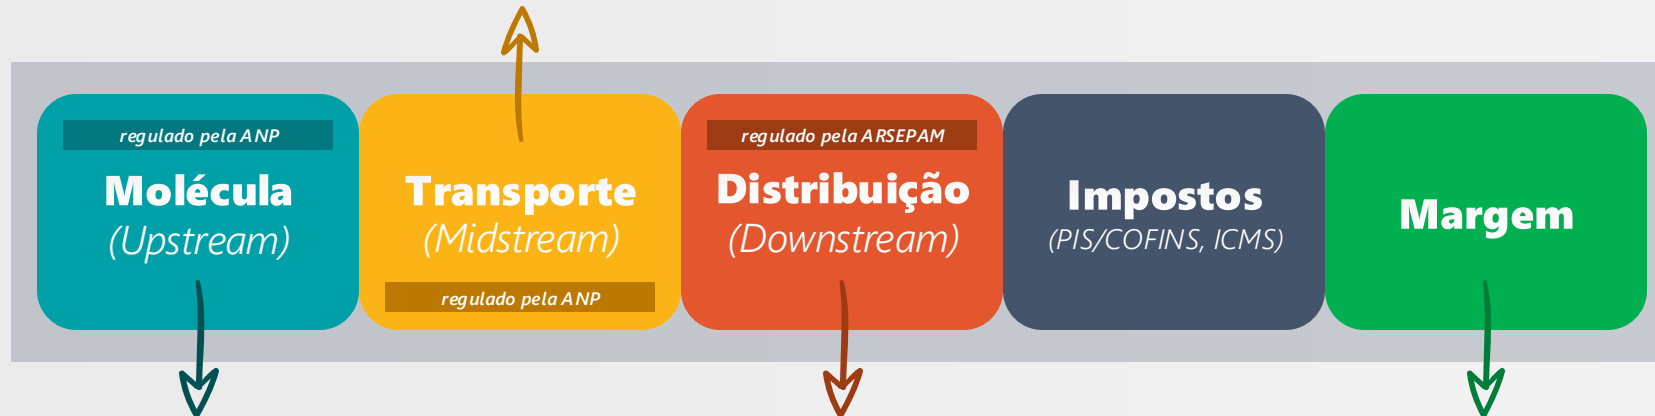 regulado pela ANP
Molécula
(Upstream)
Transporte
(Midstream)
regulado pela ANP
regulado pela ARSEPAM
Distribuição
(Downstream)
Impostos
(PIS/COFINS, ICMS)
Margem